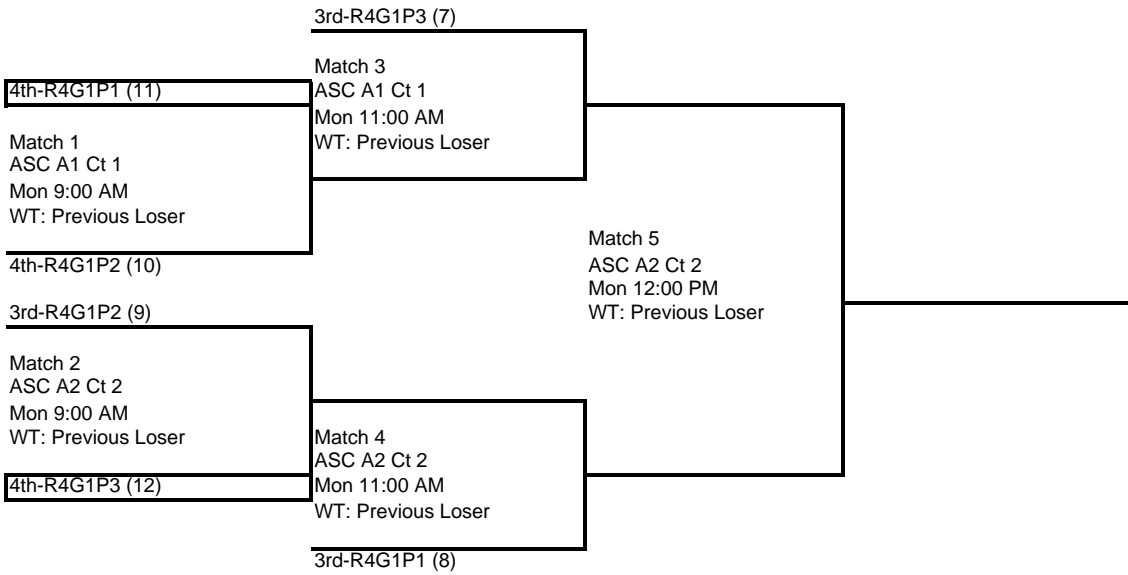 3rd-R4G1P3 (7)
Match 3
ASC A1 Ct 1
Mon 11:00 AM
WT: Previous Loser
4th-R4G1P1 (11)
Match 1
ASC A1 Ct 1
Mon 9:00 AM
WT: Previous Loser
4th-R4G1P2 (10)
Match 5
ASC A2 Ct 2
Mon 12:00 PM
WT: Previous Loser
3rd-R4G1P2 (9)
Match 2
ASC A2 Ct 2
Mon 9:00 AM
WT: Previous Loser
4th-R4G1P3 (12)
Match 4
ASC A2 Ct 2
Mon 11:00 AM
WT: Previous Loser
3rd-R4G1P1 (8)